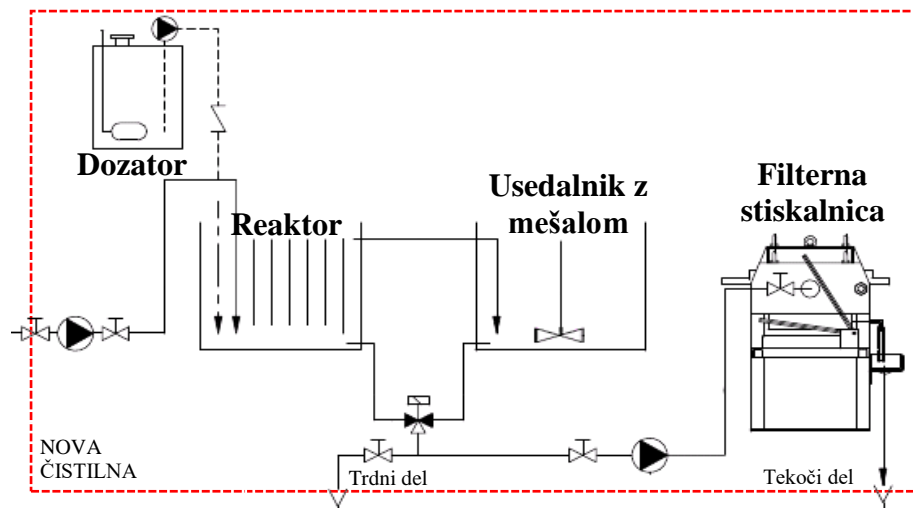 Dozator
Reaktor
Usedalnik z
mešalom
Filterna
stiskalnica
NOVA
ČISTILNA
Trdni del
Tekoči del